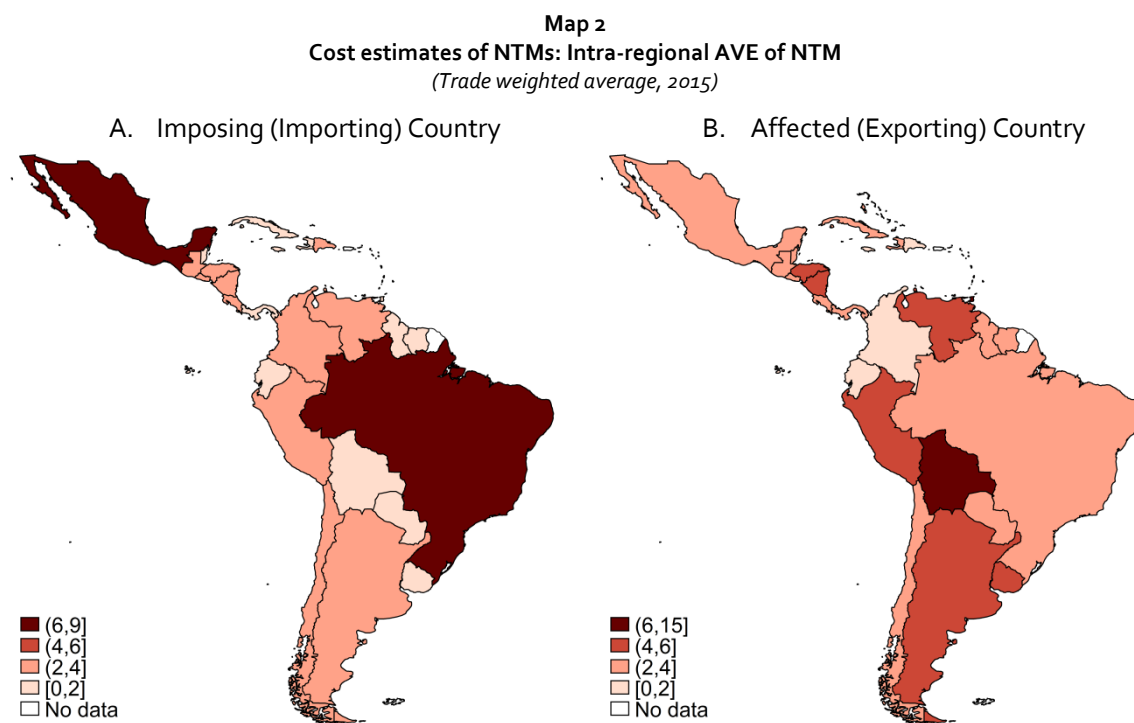 Map 2
Cost estimates of NTMs: Intra-regional AVE of NTM
(Trade weighted average, 2015)
A. Imposing (Importing) Country
B. Affected (Exporting) Country
(6,9]
(4,6]
(2,4]
[0,2]
No data
(6,15]
(4,6]
(2,4]
[0,2]
No data